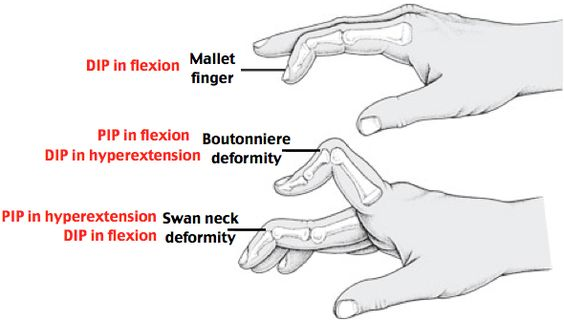 DIP in flexion Mallet
finger
PIP in flexion Boutonniere
DIP in hyperextension deformity
PIP in hyperextension Swan neck
DIP in flexion deformity